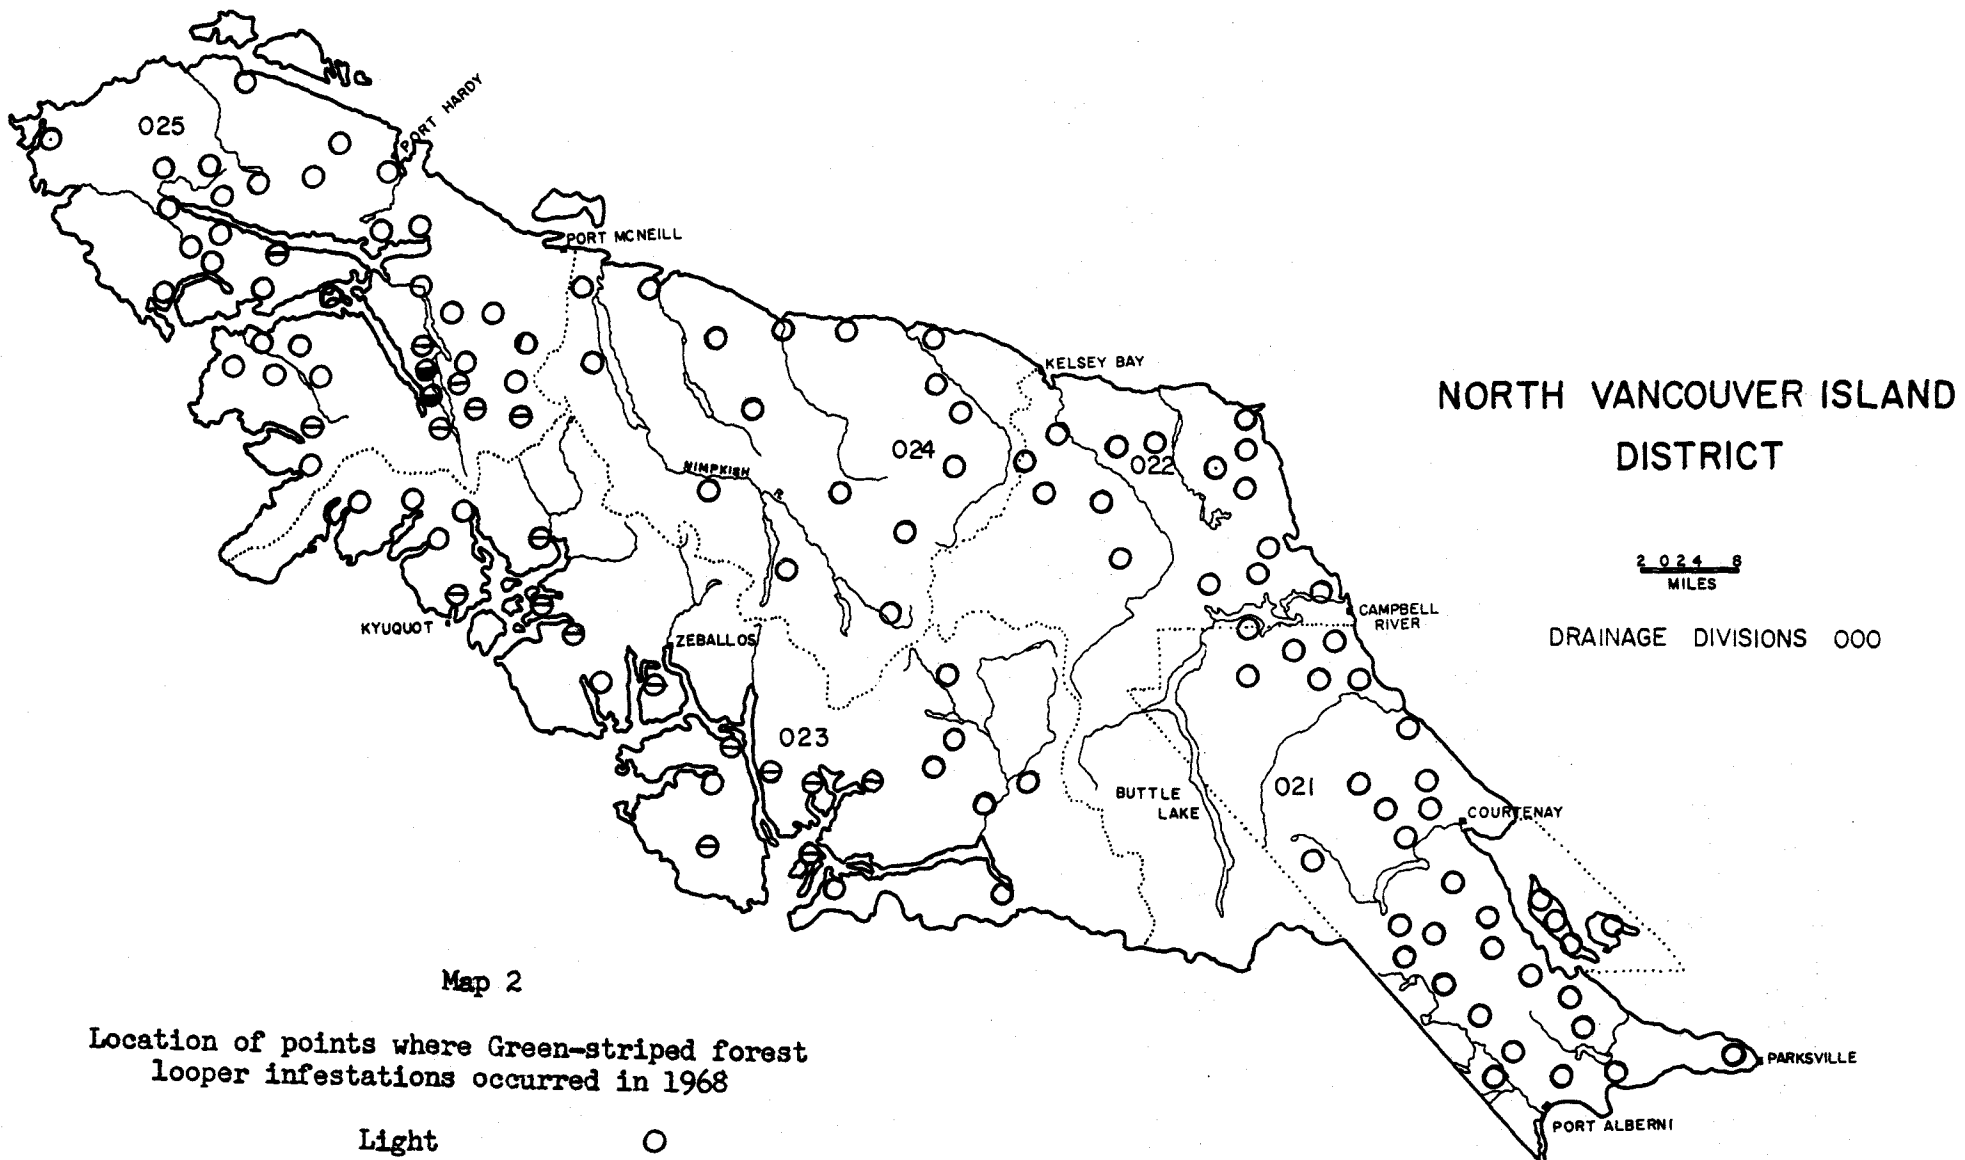 025
PORT HARDY
PORT MCNEILL
KELSEY BAY
NORTH VANCOUVER ISLAND
DISTRICT
024
022
NIMPKISH
R
2 0 2 4 8
MILES
CAMPBELL
RIVER
DRAINAGE DIVISIONS 000
KYUQUOT
ZEBALLOS
023
BUTTLE
LAKE
021
COURTENAY
Map 2
Location of points where Green-striped forest
looper infestations occurred in 1968
PARKSVILLE
PORT ALBERNI
Light